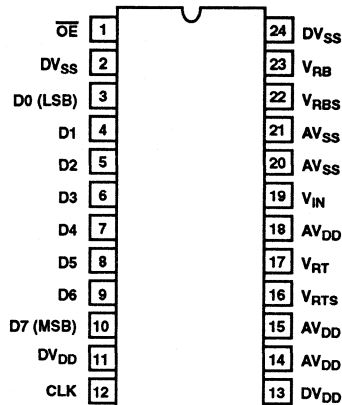 OE 1 24 DVSS
DVSS 2 23 VRB
D0 (LSB) 3 22 VRBS
D1 4 21 AVSS
D2 5 20 AVSS
D3 6 19 VIN
D4 7 18 AVDD
D5 8 17 VRT
D6 9 16 VRTS
D7 (MSB) 10 15 AVDD
DVDD 11 14 AVDD
CLK 12 13 DVDD